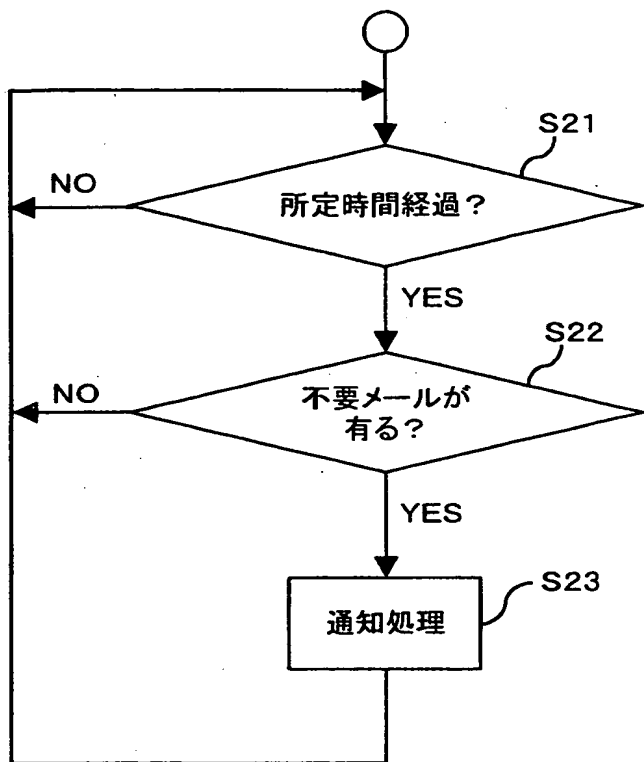 S21
NO
所定時間経過?
YES
S22
NO
不要メールが
有る?
YES
S23
通知処理